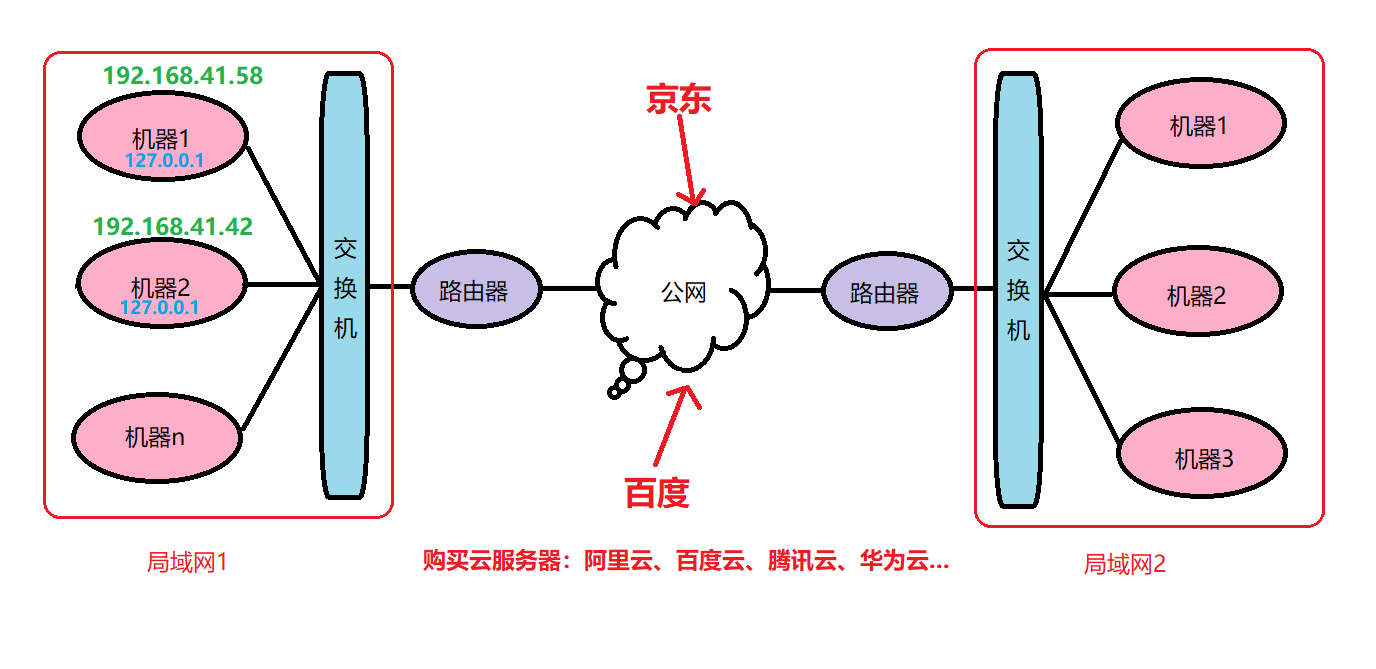 192.168.41.58
机器1
127.0.0.1
192.168.41.42
机器2
127.0.0.1
机器n
交
换
机
局域网1
路由器
京东
公网
百度
购买云服务器：阿里云、百度云、腾讯云、华为云...
路由器
交
换
机
机器1
机器2
机器3
局域网2